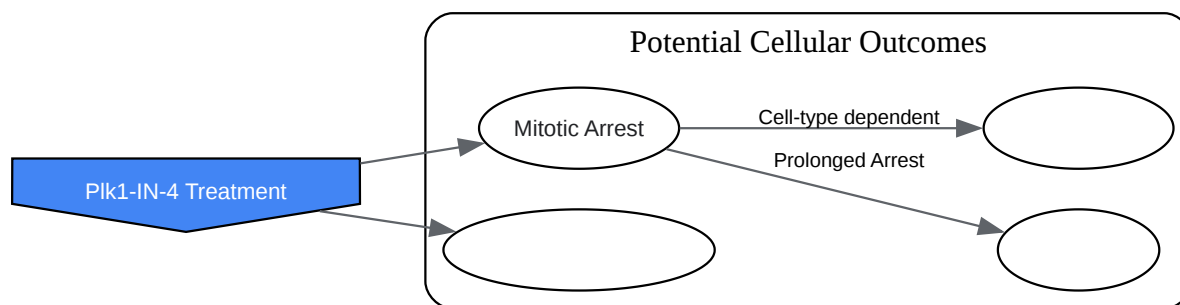 Potential Cellular Outcomes
Mitotic Arrest
Cell-type dependent
Prolonged Arrest
Plk1-IN-4 Treatment